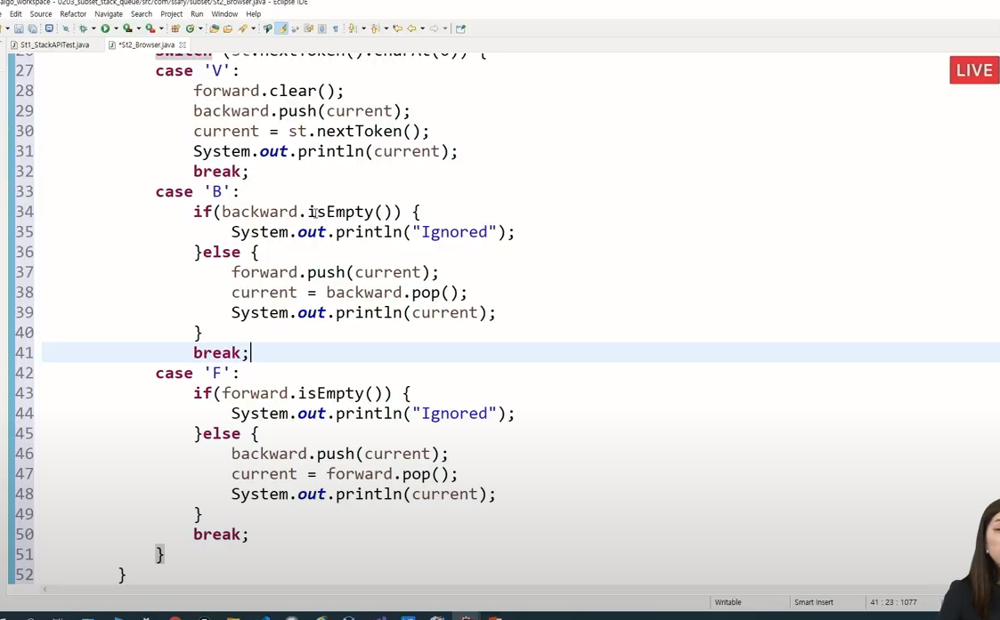 algo_workspace - 0203_subset_stack_queue/src/com/ssafy/subset/St2_Browser.java - Eclipse IDE
Edit Source Refactor Navigate Search Project Run Window Help
St1_StackAPITest.java *St2_Browser.java
LIVE
26 switch (st.nextToken().charAt(0)) {
27 case 'V':
28 forward.clear();
29 backward.push(current);
30 current = st.nextToken();
31 System.out.println(current);
32 break;
33 case 'B':
34 if(backward.isEmpty()) {
35 System.out.println("Ignored");
36 }else {
37 forward.push(current);
38 current = backward.pop();
39 System.out.println(current);
40 }
41 break;
42 case 'F':
43 if(forward.isEmpty()) {
44 System.out.println("Ignored");
45 }else {
46 backward.push(current);
47 current = forward.pop();
48 System.out.println(current);
49 }
50 break;
51 }
52 }
Writable Smart Insert 41 : 23 : 1077